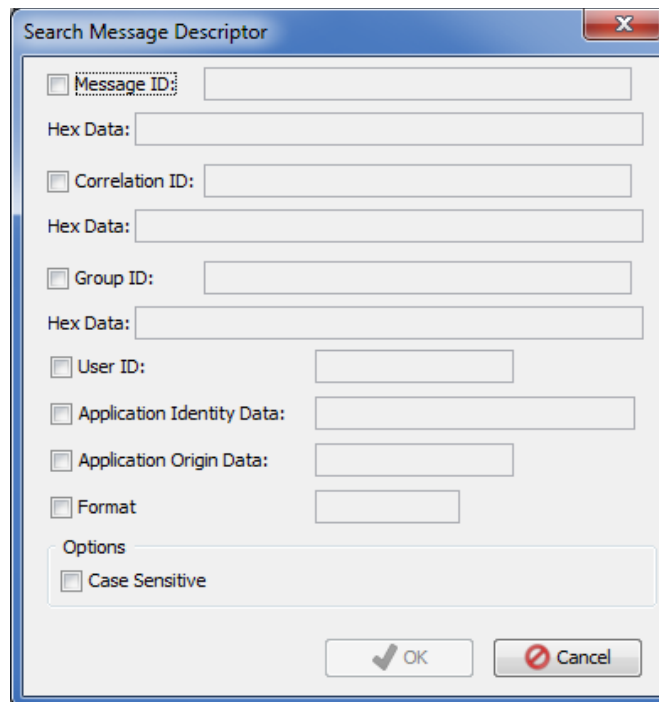 Search Message Descriptor
Message ID:
Hex Data:
Correlation ID:
Hex Data:
Group ID:
Hex Data:
User ID:
Application Identity Data:
Application Origin Data:
Format
Options
Case Sensitive
OK
Cancel